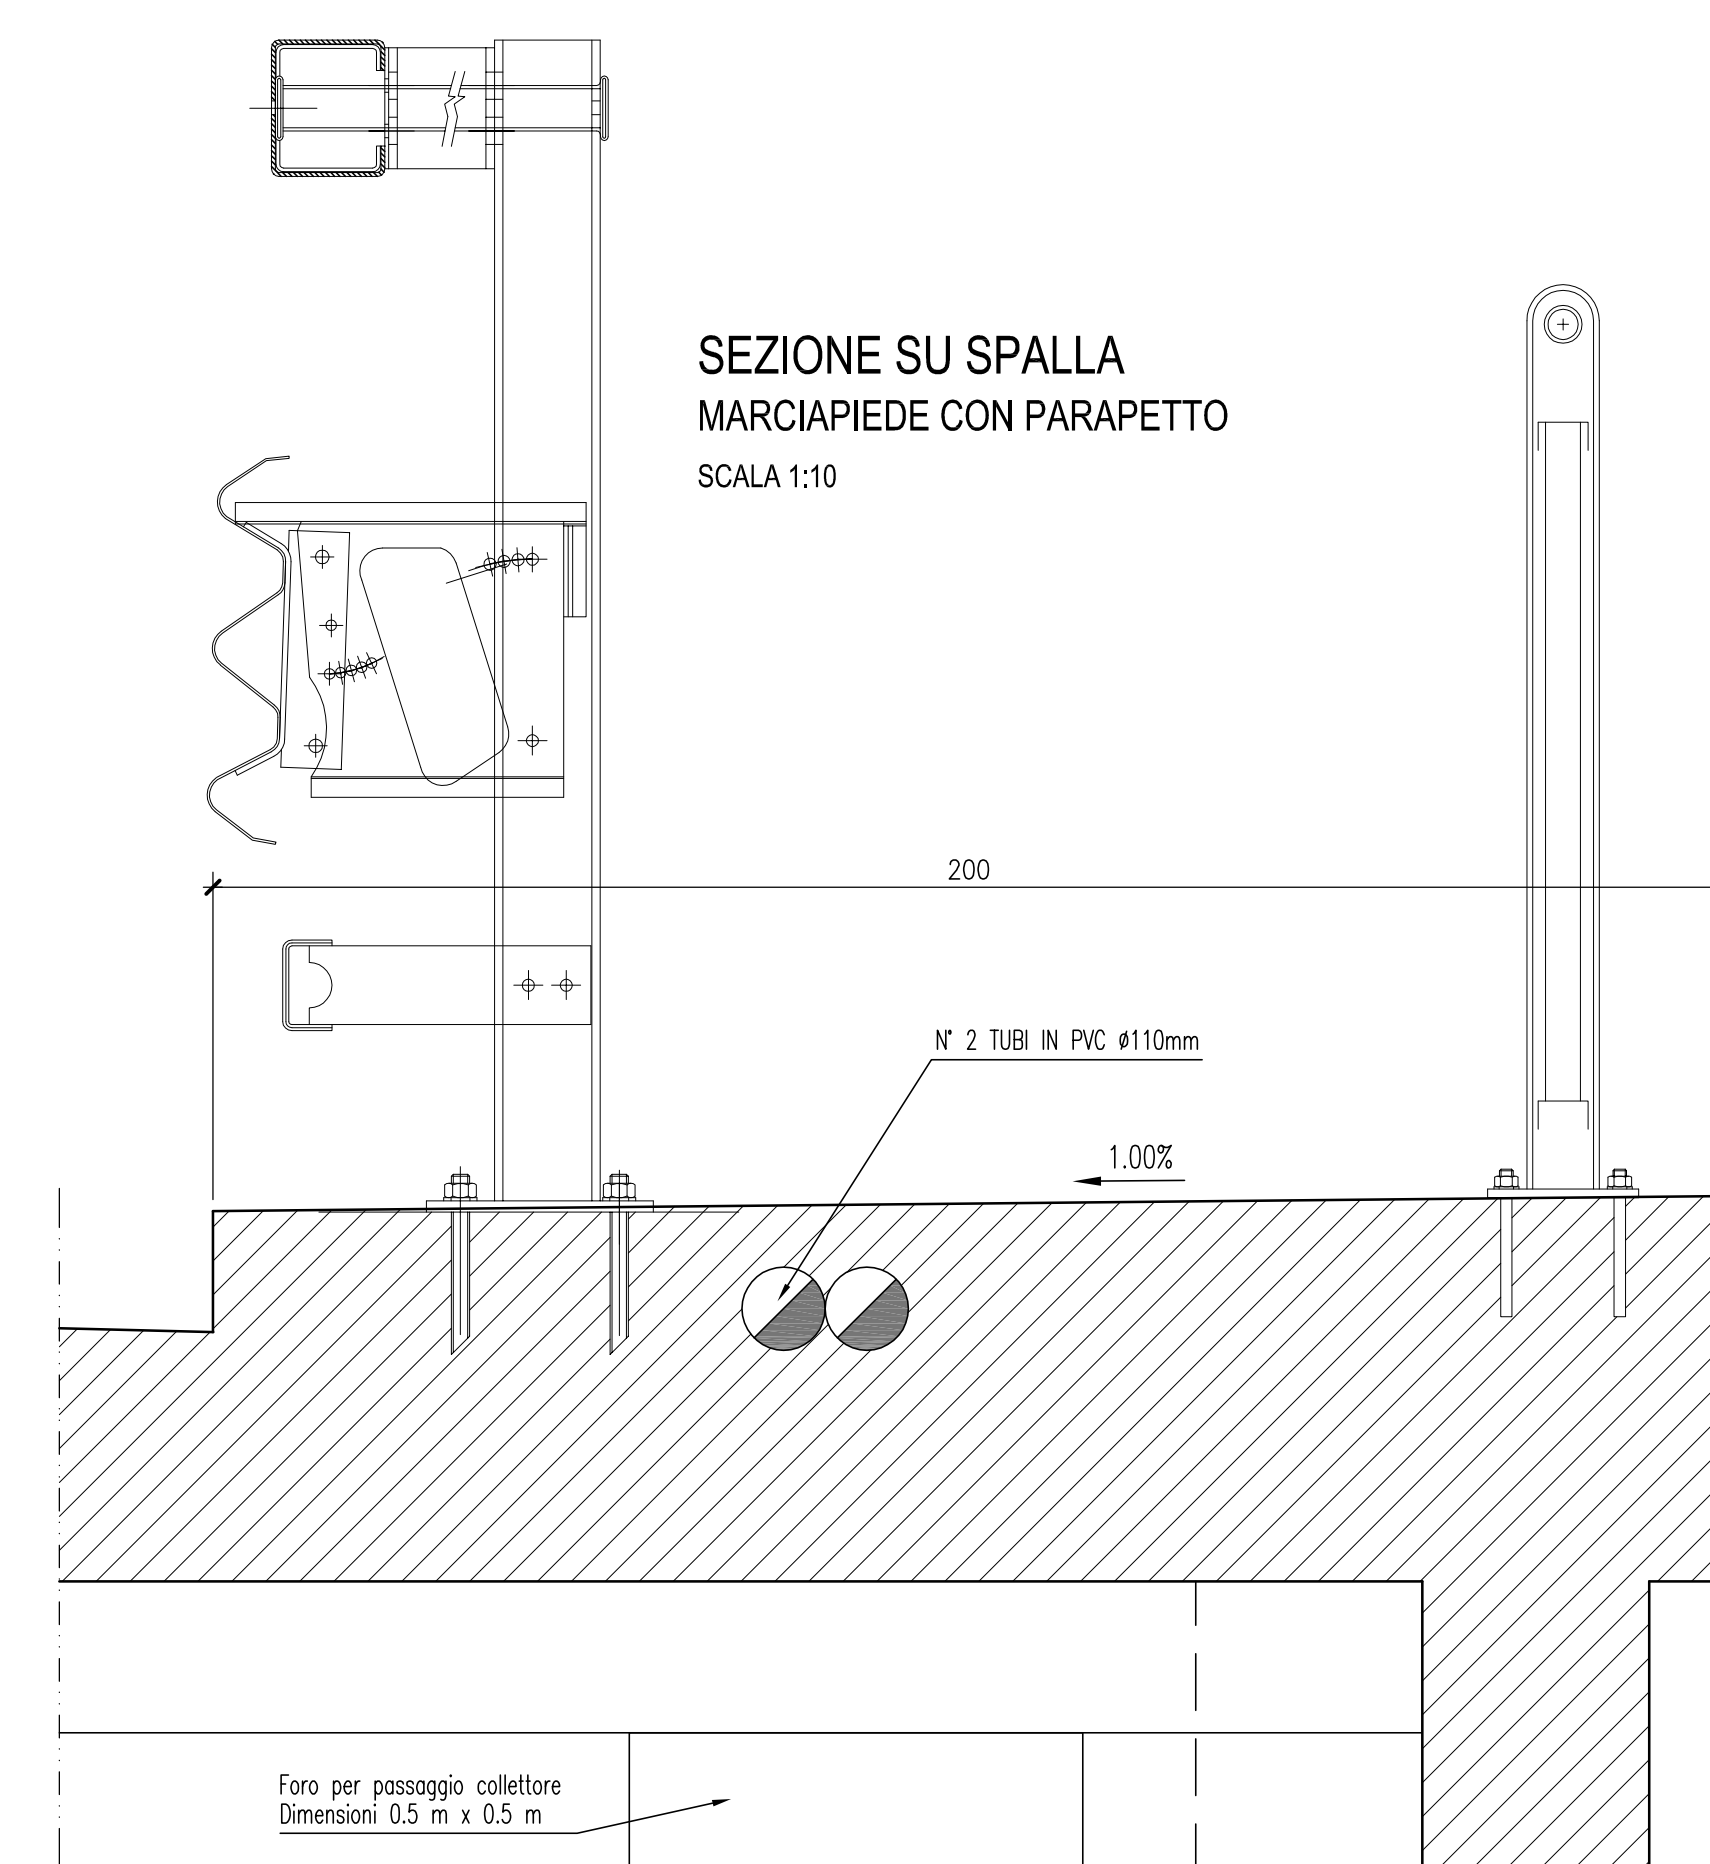 SEZIONE SU SPALLA
MARCIAPIEDE CON PARAPETTO
SCALA 1:10
200
N° 2 TUBI IN PVC ø110mm
1.00%
Foro per passaggio collettore
Dimensioni 0.5 m x 0.5 m